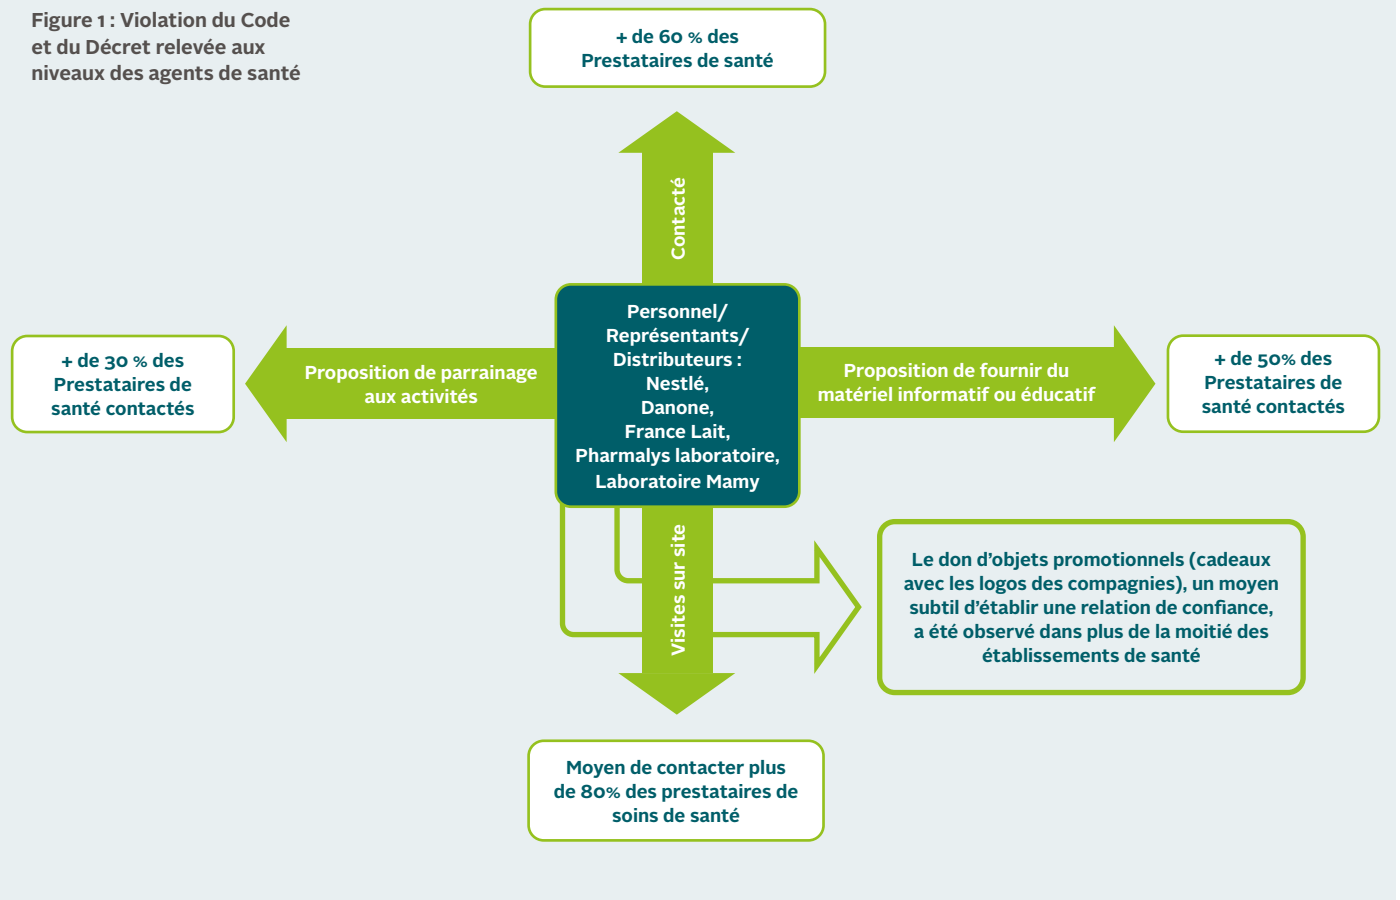 Figure 1 : Violation du Code
et du Décret relevée aux
niveaux des agents de santé
+ de 60 % des
Prestataires de santé
Contacté
+ de 30 % des
Prestataires de
santé contactés
Proposition de parrainage
aux activités
Personnel/
Représentants/
Distributeurs :
Nestlé,
Danone,
France Lait,
Pharmalys laboratoire,
Laboratoire Mamy
Proposition de fournir du
matériel informatif ou éducatif
+ de 50% des
Prestataires de
santé contactés
Visites sur site
Le don d’objets promotionnels (cadeaux
avec les logos des compagnies), un moyen
subtil d’établir une relation de confiance,
a été observé dans plus de la moitié des
établissements de santé
Moyen de contacter plus
de 80% des prestataires de
soins de santé